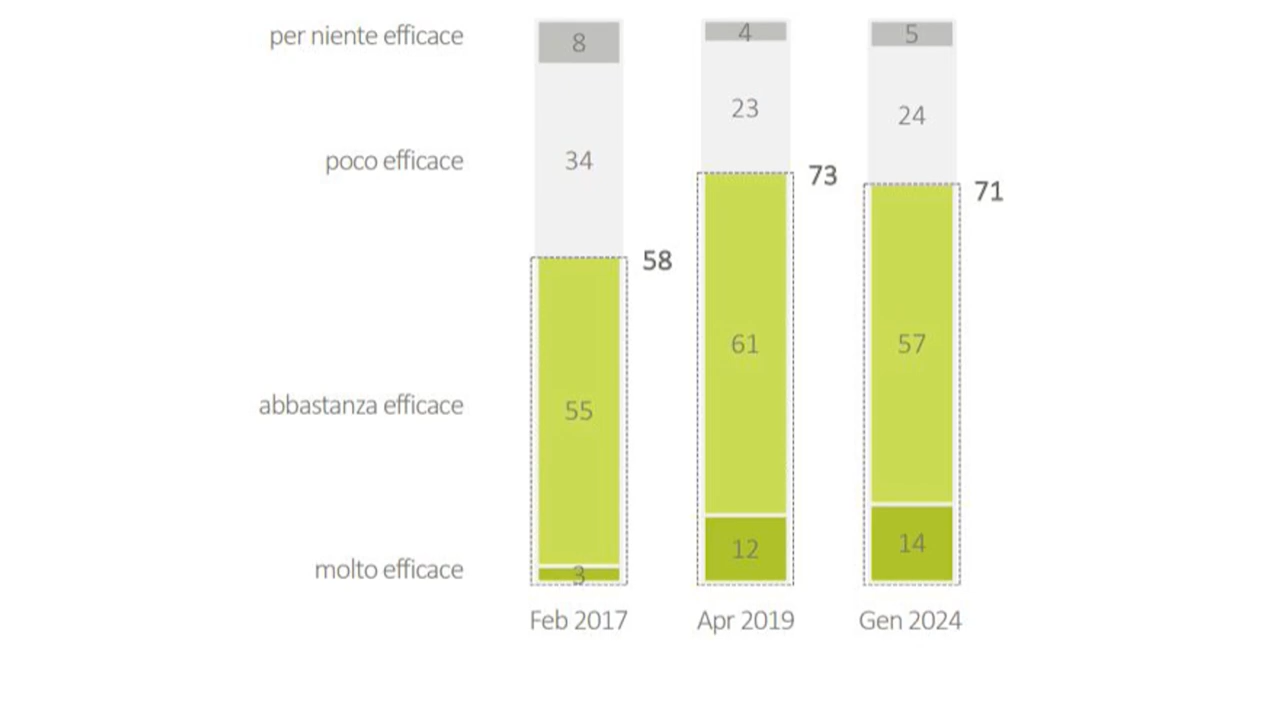 per niente efficace 8 4 5
poco efficace 34 23 24
58 73 71
abbastanza efficace 55 61 57
molto efficace 3 12 14
Feb 2017 Apr 2019 Gen 2024